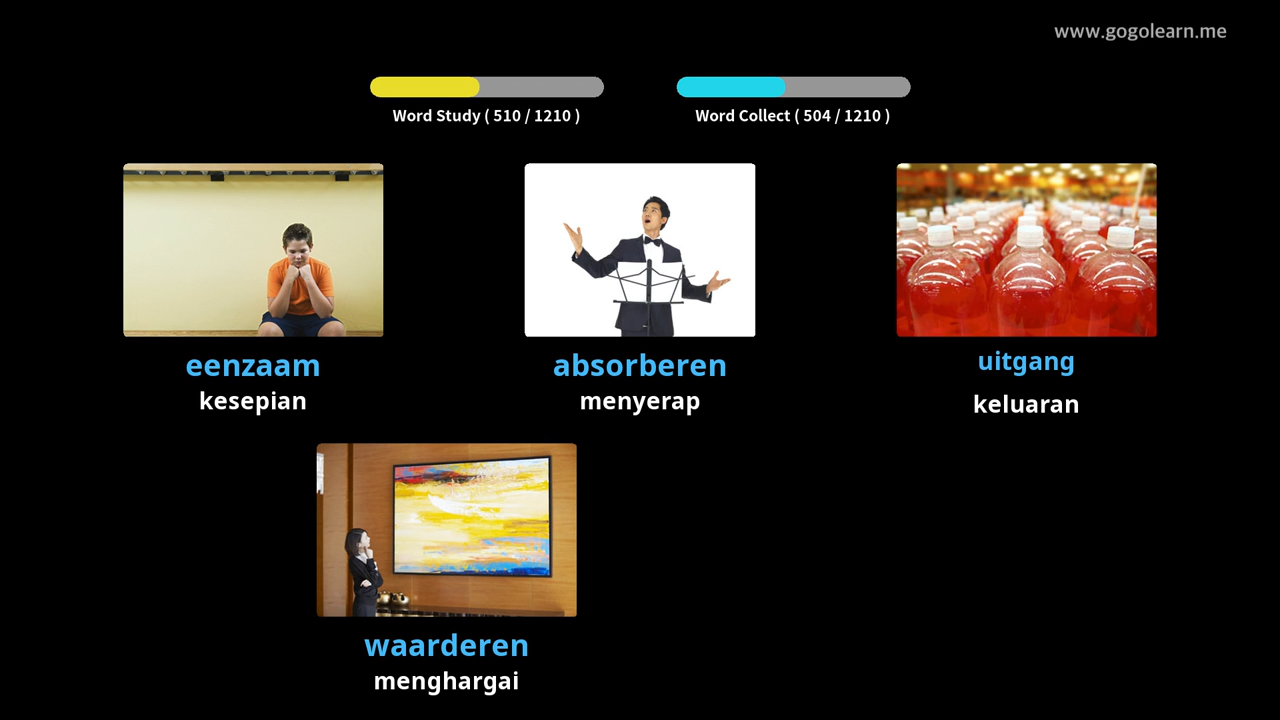 www.gogolearn.me
Word Study ( 510 / 1210 )
Word Collect ( 504 / 1210 )
eenzaam
kesepian
absorberen
menyerap
uitgang
keluaran
waarderen
menghargai